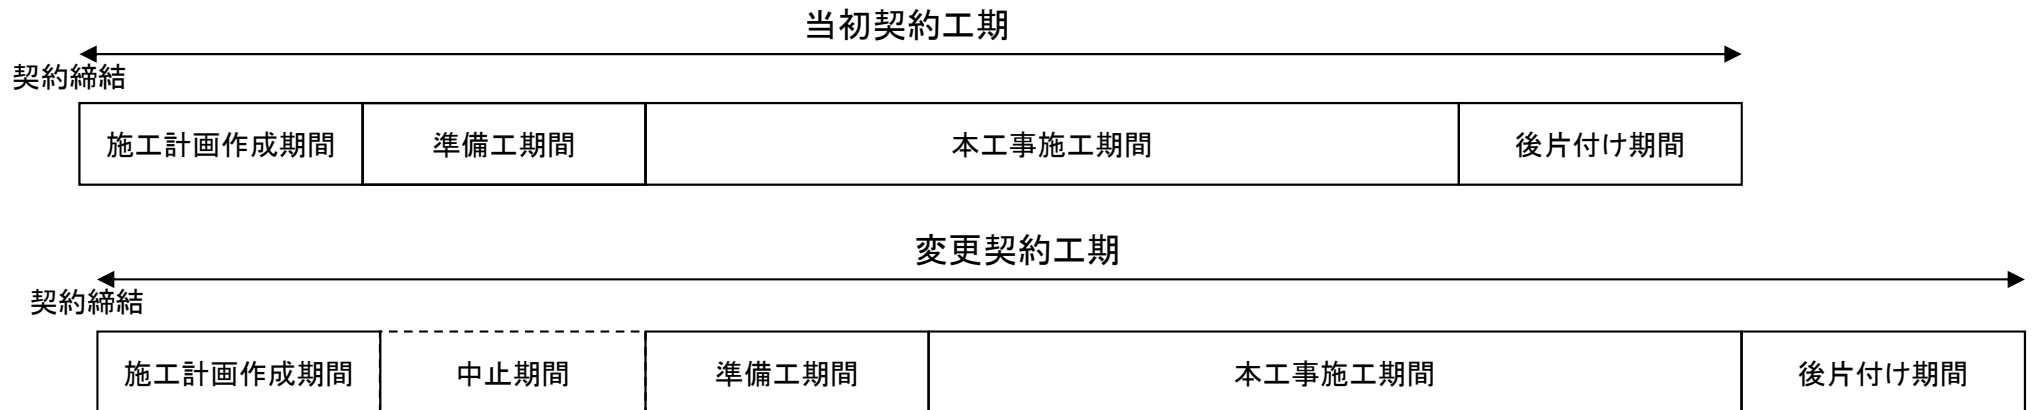 当初契約工期
契約締結
施工計画作成期間
準備工期間
本工事施工期間
後片付け期間
変更契約工期
契約締結
施工計画作成期間
中止期間
準備工期間
本工事施工期間
後片付け期間